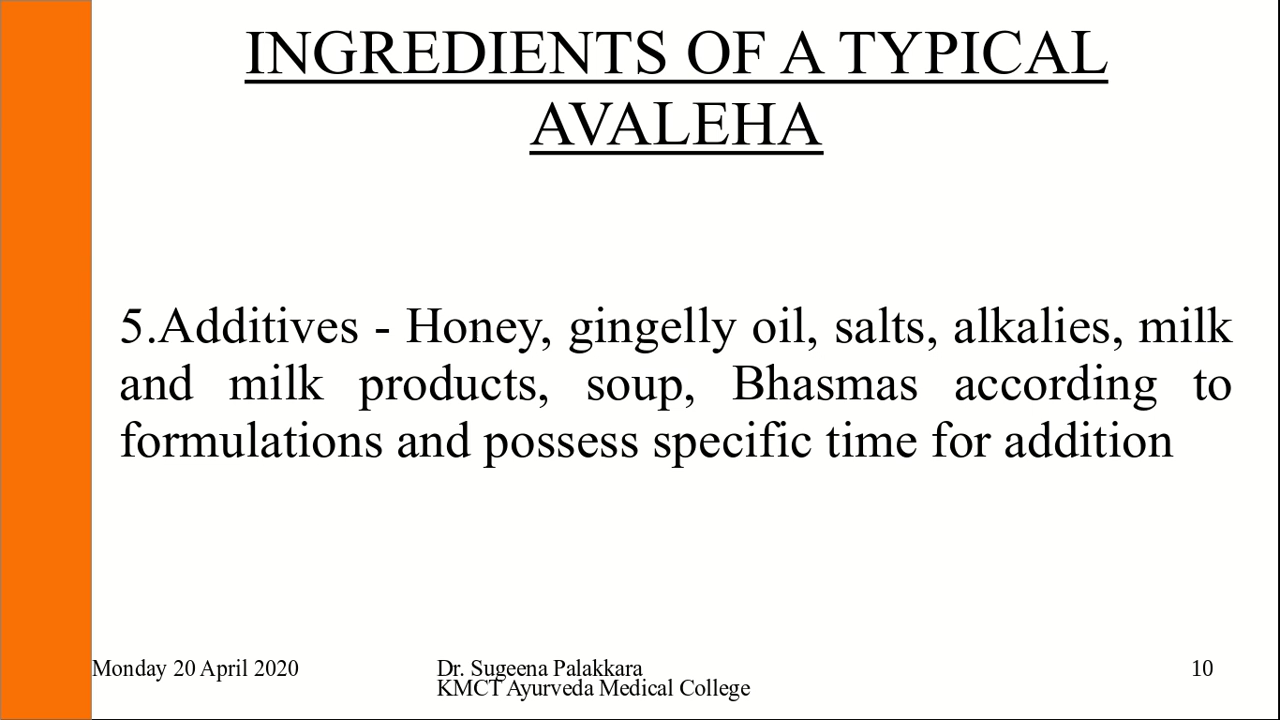 INGREDIENTS OF A TYPICAL
AVALEHA
5.Additives - Honey, gingelly oil, salts, alkalies, milk
and milk products, soup, Bhasmas according to
formulations and possess specific time for addition
Monday 20 April 2020
Dr. Sugeena Palakkara
KMCT Ayurveda Medical College
10